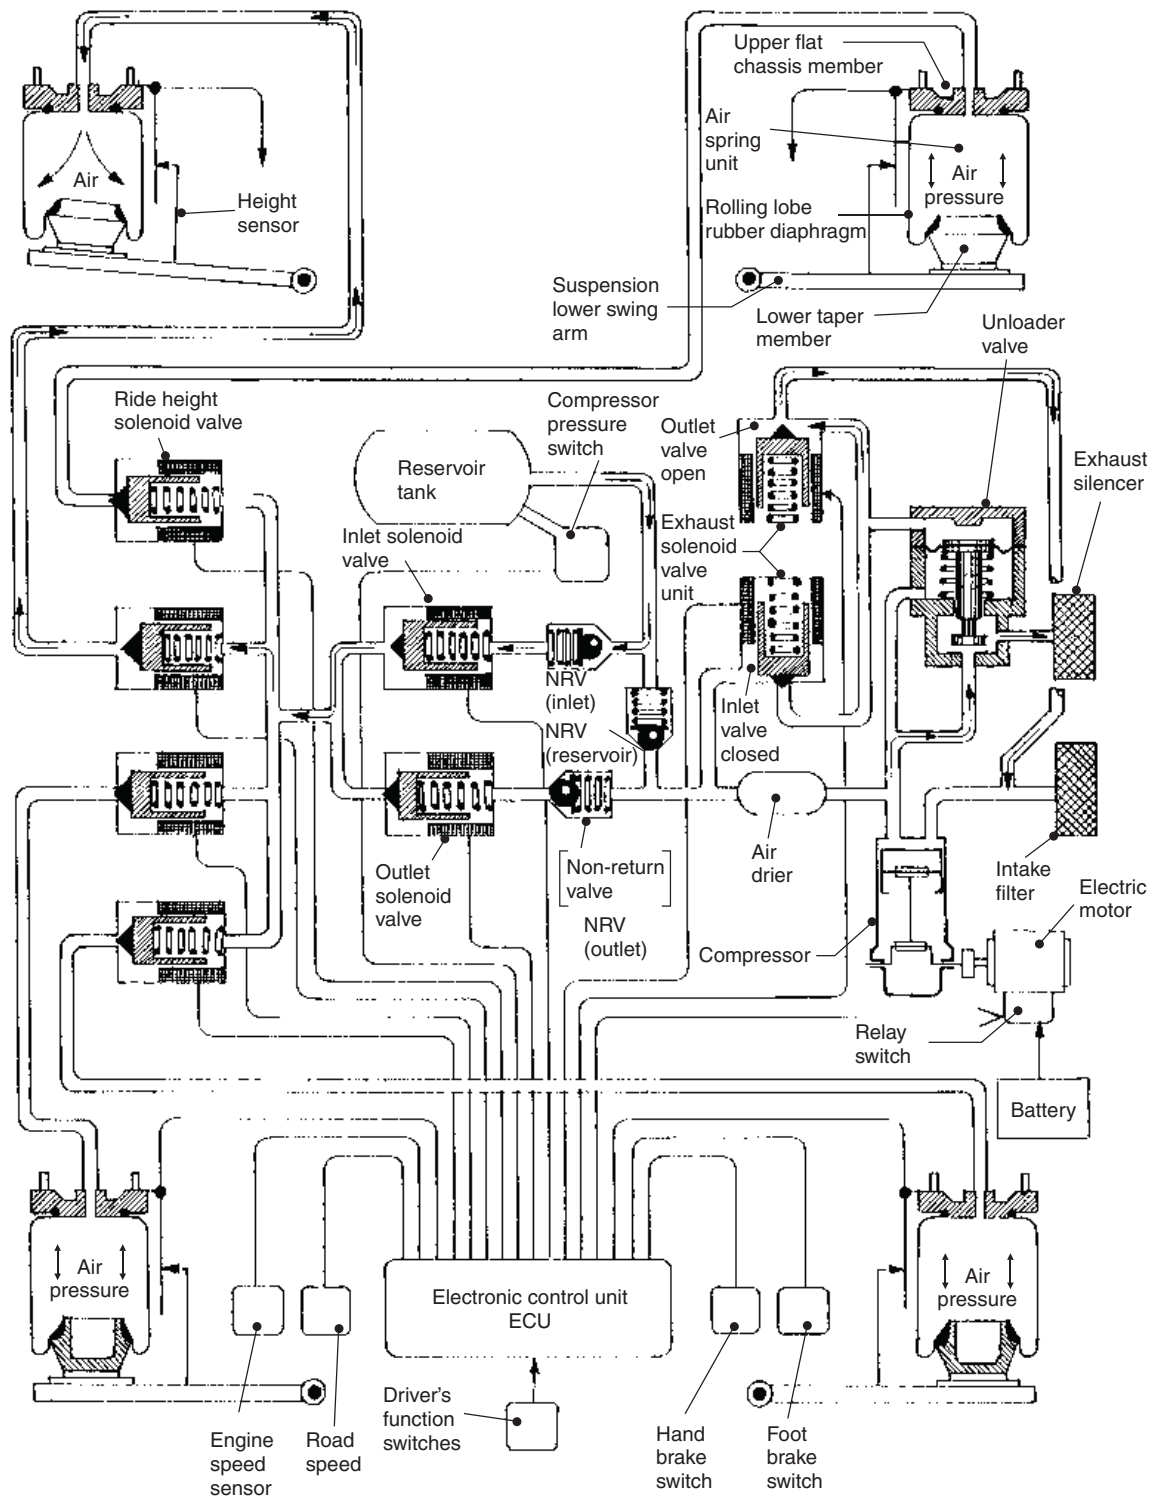 Upper flat
chassis member
Air
spring
unit
Air
pressure
Rolling lobe
rubber diaphragm
Air
Height
sensor
Suspension
lower swing
arm
Lower taper
member
Unloader
valve
Ride height
solenoid valve
Compressor
pressure
switch
Outlet
valve
open
Reservoir
tank
Exhaust
silencer
Inlet solenoid
valve
Exhaust
solenoid
valve
unit
NRV
(inlet)
Inlet
valve
closed
NRV
(reservoir)
Air
drier
Outlet
solenoid
valve
Non-return
valve
NRV
(outlet)
Intake
filter
Electric
motor
Compressor
Relay
switch
Battery
Air
pressure
Electronic control unit
ECU
Air
pressure
Driver's
function
switches
Engine
speed
sensor
Road
speed
Hand
brake
switch
Foot
brake
switch